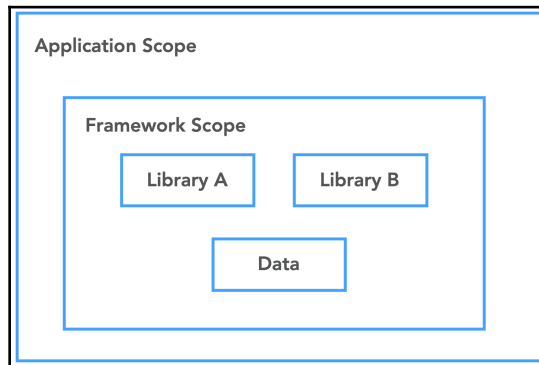 Application Scope
Framework Scope
Library A
Library B
Data